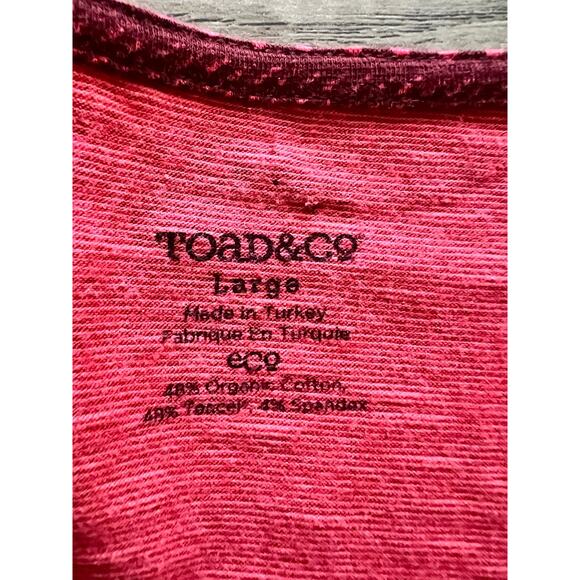 TOAD&CO
Large
Made in Turkey
Fabrique En Turquie
eco
48% Organic Cotton,
48% Tencel®, 4% Spandex